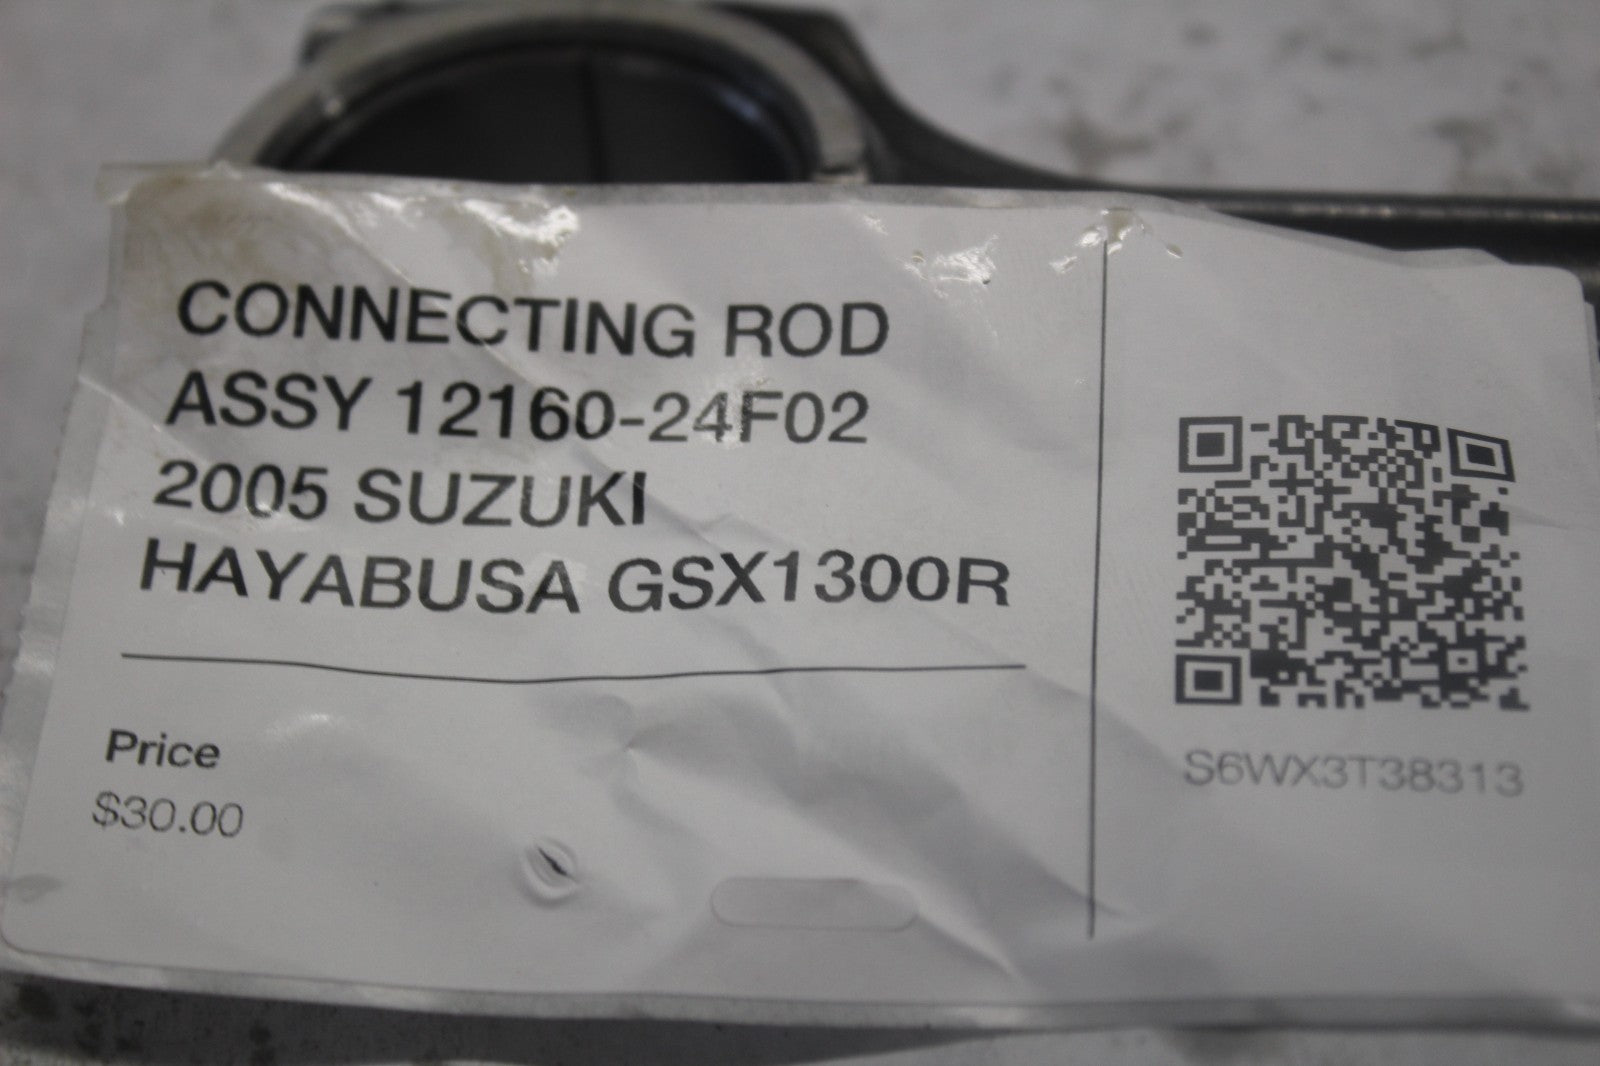 CONNECTING ROD
ASSY 12160-24F02
2005 SUZUKI
HAYABUSA GSX1300R
Price
$30.00
S6WX3T38313